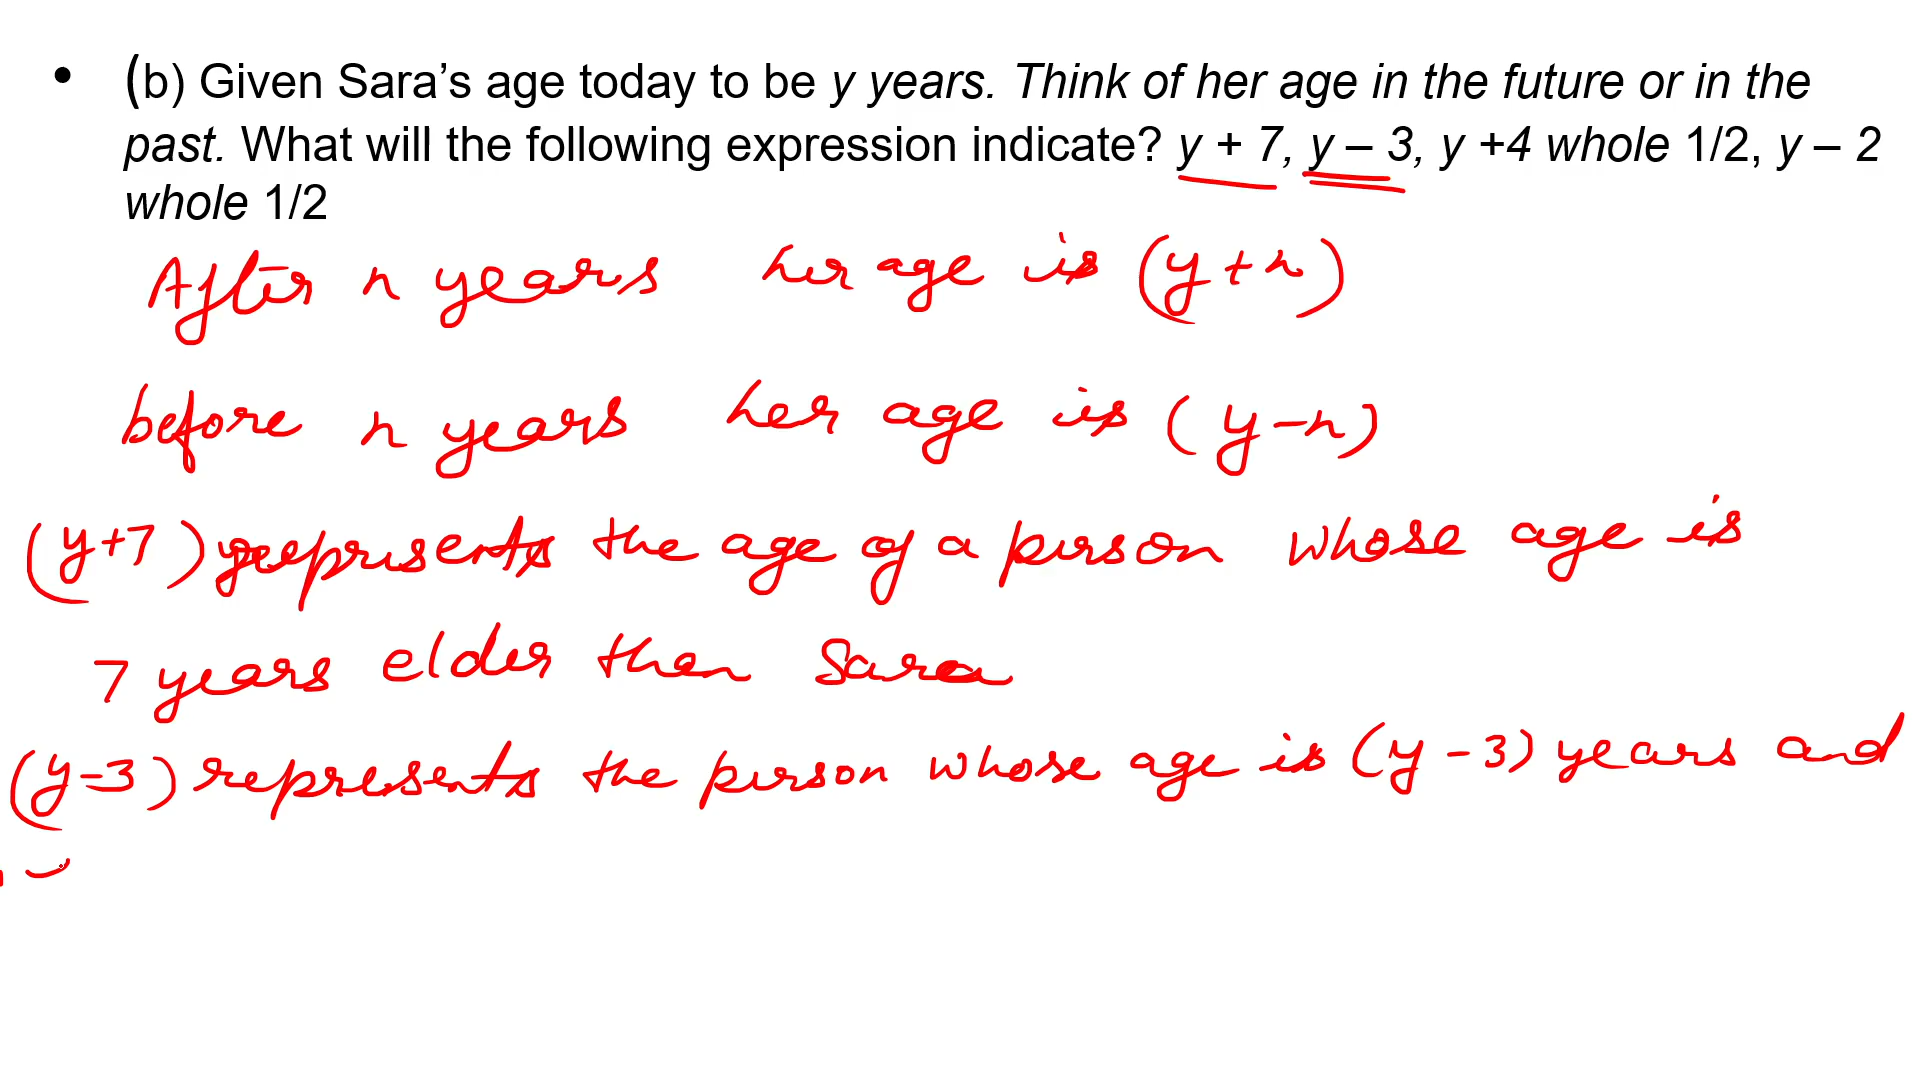 • (b) Given Sara’s age today to be y years. Think of her age in the future or in the
past. What will the following expression indicate? y + 7, y – 3, y +4 whole 1/2, y – 2
whole 1/2
After n years her age is (y+n)
before n years her age is (y-n)
(y+7) represents the age of a person whose age is
7 years elder than Sara
(y-3) represents the person whose age is (y-3) years and